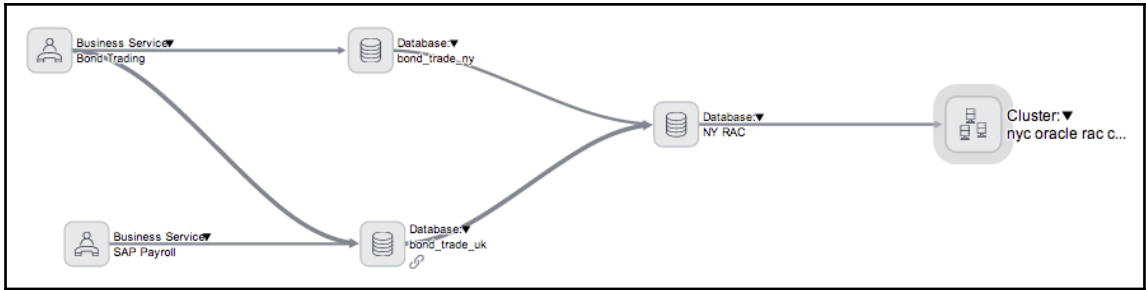 Business Service▼
Bond Trading
Database:▼
bond_trade_ny
Database:▼
NY RAC
Cluster:▼
nyc oracle rac c...
Business Service▼
SAP Payroll
Database:▼
bond_trade_uk